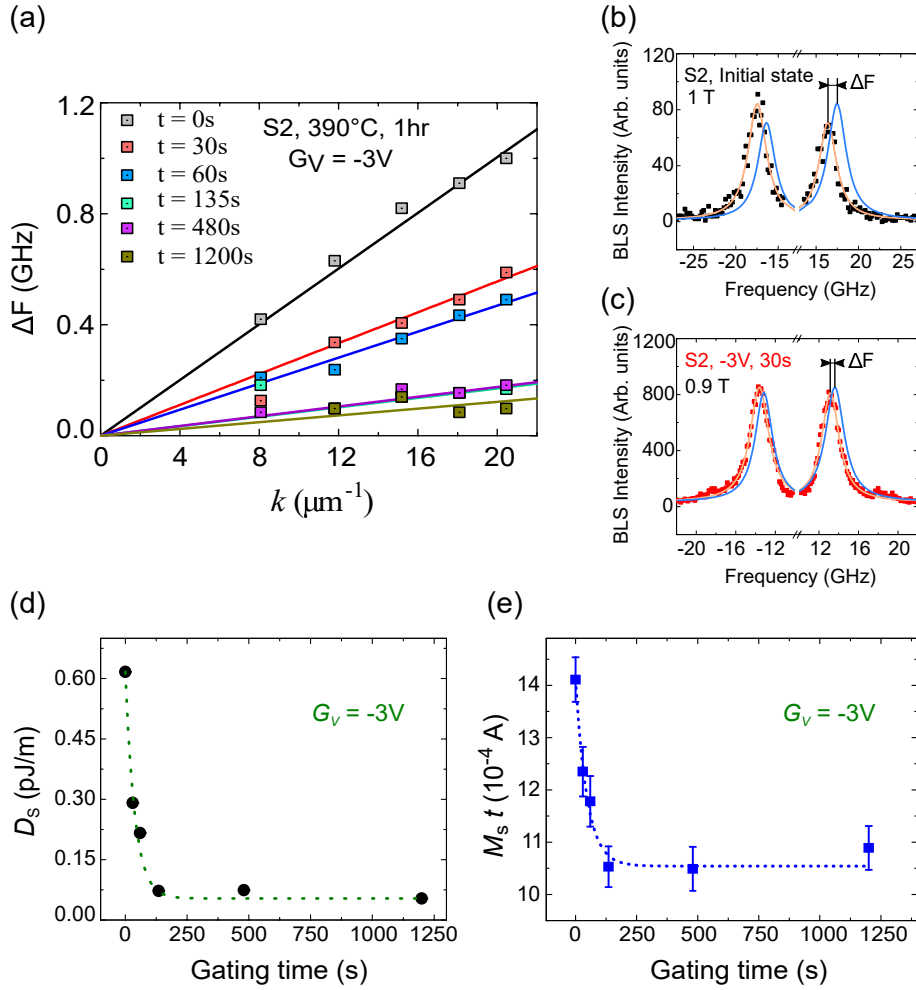 (a)
ΔF (GHz)
1.2
0.8
0.4
0.0
0 4 8 12 16 20
k (μm⁻¹)
t = 0s
t = 30s
t = 60s
t = 135s
t = 480s
t = 1200s
S2, 390°C, 1hr
G_V = -3V
(b)
BLS Intensity (Arb. units)
120
80
40
0
S2, Initial state
1 T
ΔF
-25 -20 -15 15 20 25
Frequency (GHz)
(c)
BLS Intensity (Arb. units)
1200
800
400
0
S2, -3V, 30s
0.9 T
ΔF
-20 -16 -12 12 16 20
Frequency (GHz)
(d)
D_s (pJ/m)
0.60
0.45
0.30
0.15
0.00
G_v = -3V
0 250 500 750 1000 1250
Gating time (s)
(e)
M_s t (10⁻⁴ A)
14
13
12
11
10
G_v = -3V
0 250 500 750 1000 1250
Gating time (s)